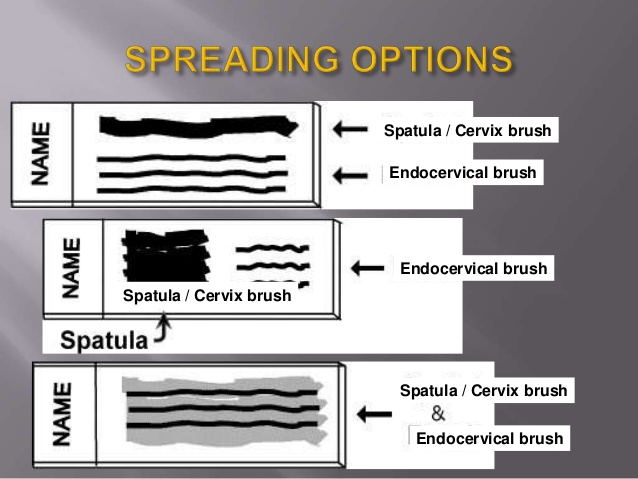 SPREADING OPTIONS
NAME
Spatula / Cervix brush
Endocervical brush
NAME
Spatula / Cervix brush
Endocervical brush
Spatula
NAME
Spatula / Cervix brush
&
Endocervical brush